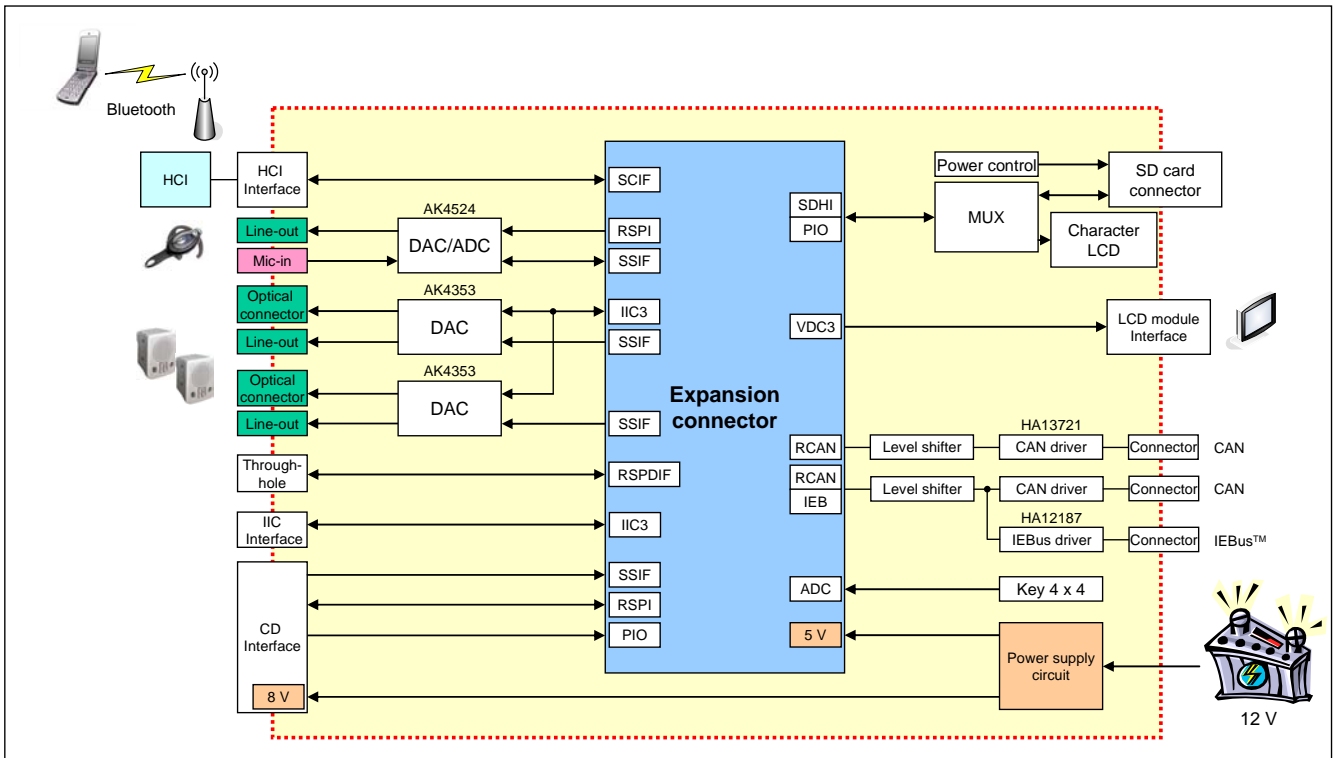 Bluetooth
HCI
HCI
Interface
SCIF
AK4524
Line-out
Mic-in
DAC/ADC
RSPI
SSIF
AK4353
Optical
connector
Line-out
DAC
IIC3
SSIF
AK4353
Optical
connector
Line-out
DAC
SSIF
Through-
hole
RSPDIF
IIC
Interface
IIC3
CD
Interface
8 V
SSIF
RSPI
PIO
Expansion
connector
SDHI
PIO
Power control
MUX
SD card
connector
Character
LCD
VDC3
LCD module
Interface
RCAN
Level shifter
HA13721
CAN driver
Connector
CAN
RCAN
IEB
Level shifter
CAN driver
Connector
CAN
HA12187
IEBus driver
Connector
IEBus™
ADC
Key 4 x 4
5 V
Power supply
circuit
12 V